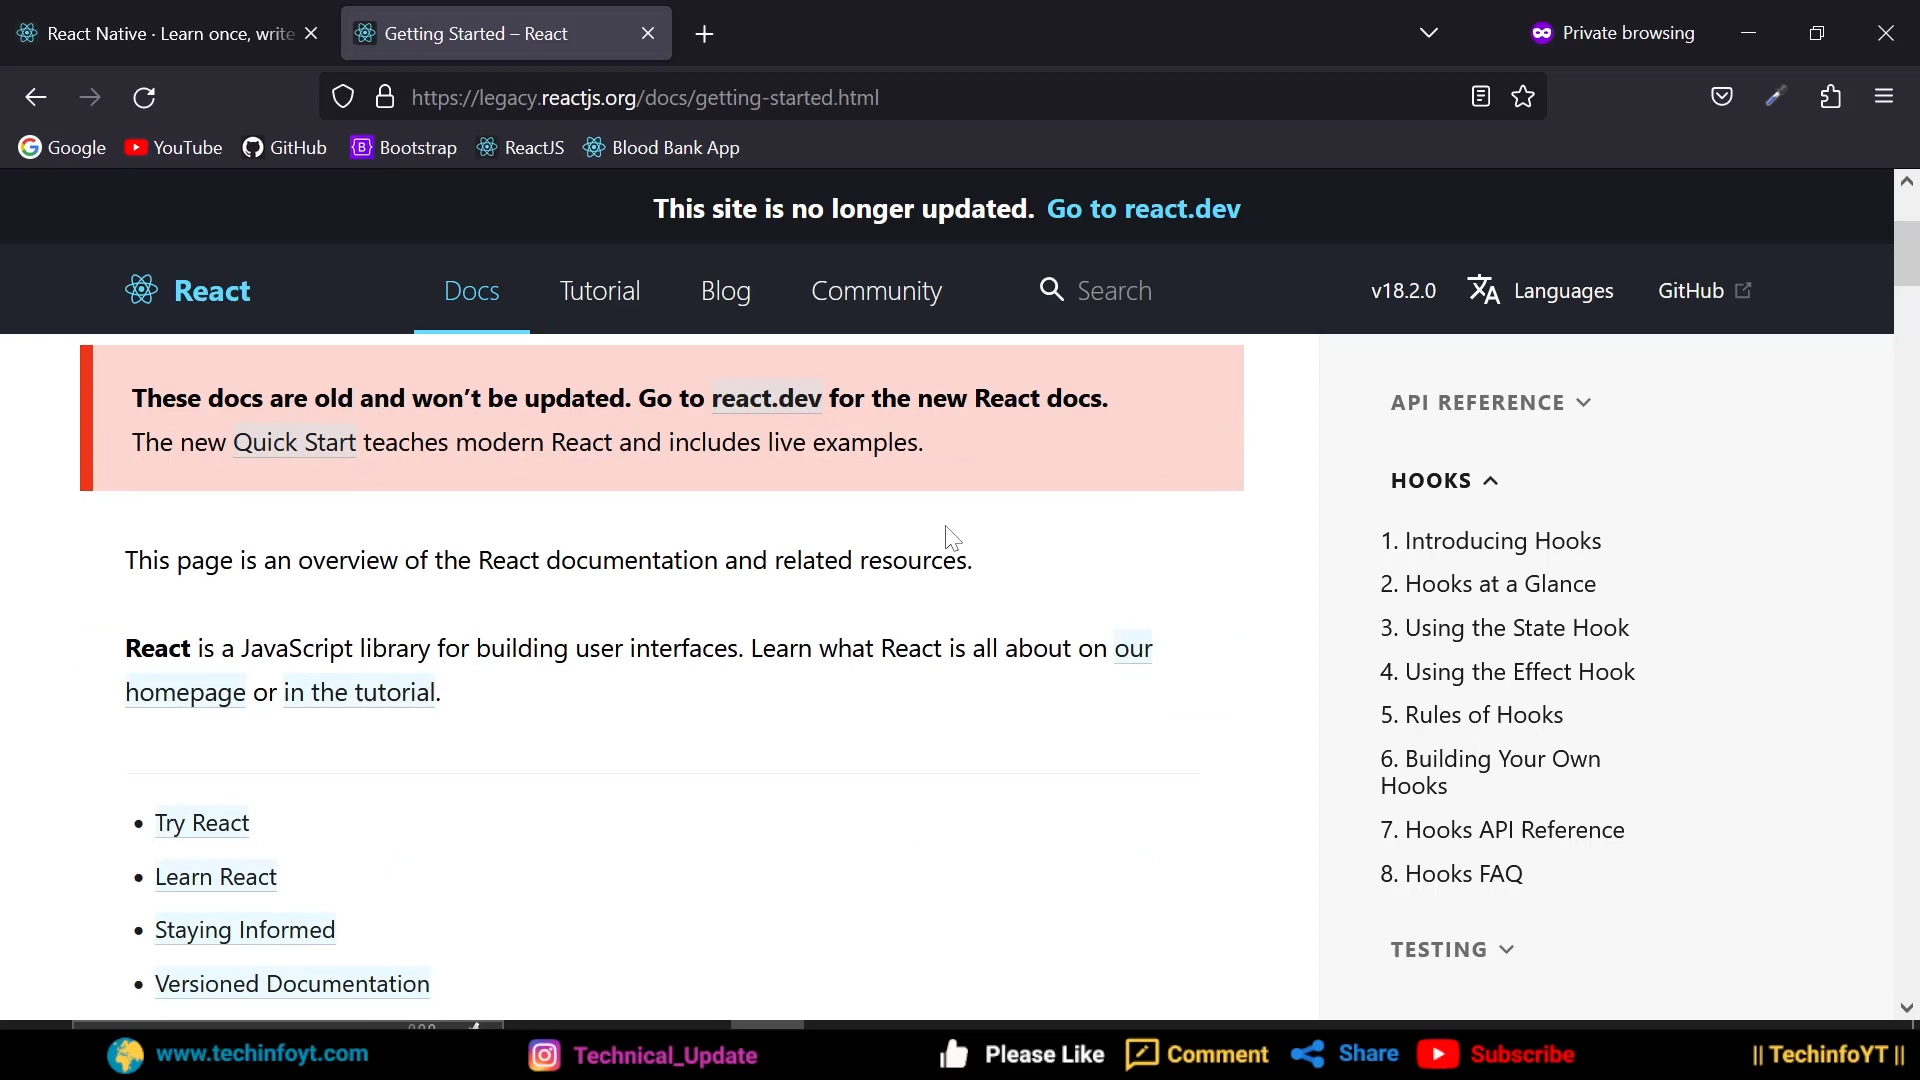 React Native · Learn once, write
Getting Started – React
Private browsing
https://legacy.reactjs.org/docs/getting-started.html
Google
YouTube
GitHub
Bootstrap
ReactJS
Blood Bank App
This site is no longer updated. Go to react.dev
React
Docs
Tutorial
Blog
Community
Search
v18.2.0
Languages
GitHub
These docs are old and won’t be updated. Go to react.dev for the new React docs.
The new Quick Start teaches modern React and includes live examples.
This page is an overview of the React documentation and related resources.
React is a JavaScript library for building user interfaces. Learn what React is all about on our
homepage or in the tutorial.
• Try React
• Learn React
• Staying Informed
• Versioned Documentation
API REFERENCE
HOOKS
1. Introducing Hooks
2. Hooks at a Glance
3. Using the State Hook
4. Using the Effect Hook
5. Rules of Hooks
6. Building Your Own
Hooks
7. Hooks API Reference
8. Hooks FAQ
TESTING
www.techinfoyt.com
Technical_Update
Please Like
Comment
Share
Subscribe
|| TechinfoYT ||